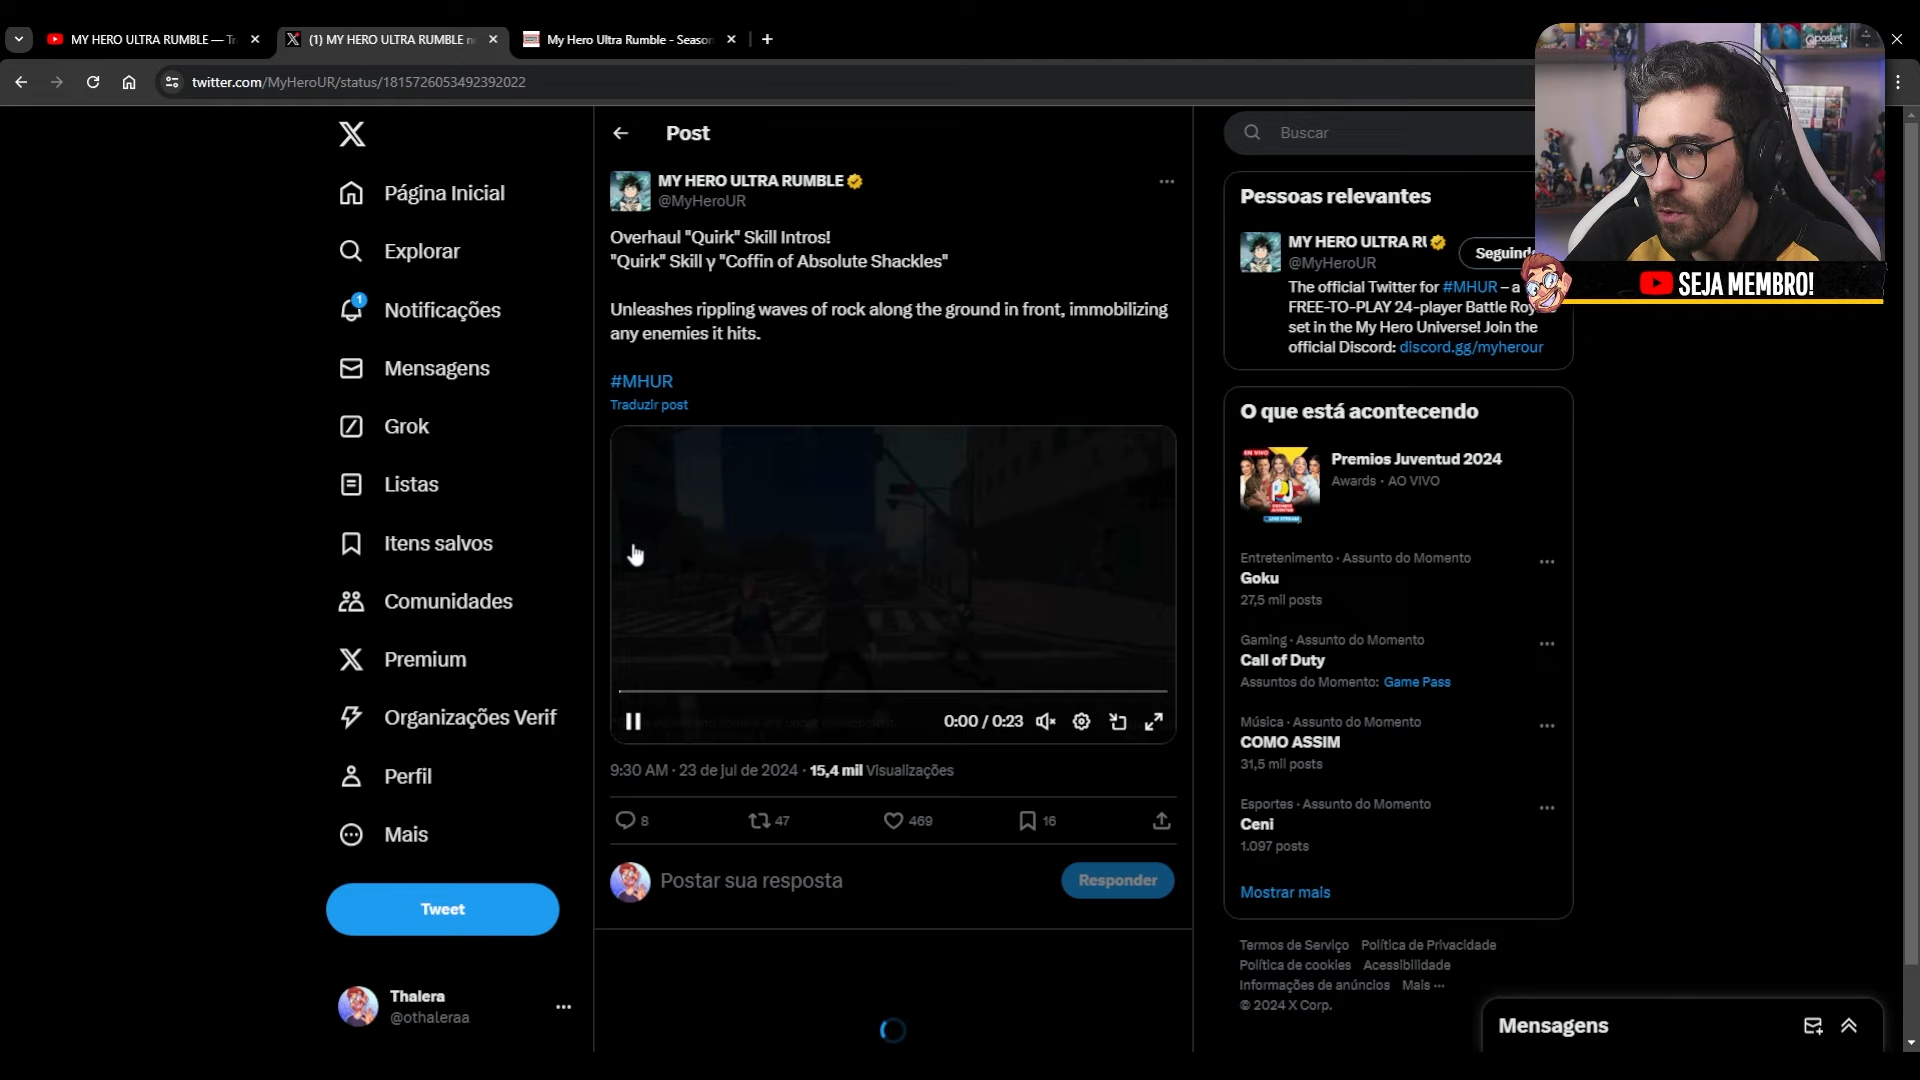 MY HERO ULTRA RUMBLE — Tr
(1) MY HERO ULTRA RUMBLE n
My Hero Ultra Rumble - Season
twitter.com/MyHeroUR/status/1815726053492392022
Post
Buscar
Página Inicial
Explorar
1
Notificações
Mensagens
Grok
Listas
Itens salvos
Comunidades
Premium
Organizações Verif
Perfil
Mais
Tweet
Thalera
@othaleraa
MY HERO ULTRA RUMBLE
@MyHeroUR
Overhaul "Quirk" Skill Intros!
"Quirk" Skill γ "Coffin of Absolute Shackles"
Unleashes rippling waves of rock along the ground in front, immobilizing
any enemies it hits.
#MHUR
Traduzir post
0:00 / 0:23
9:30 AM · 23 de jul de 2024 · 15,4 mil Visualizações
8
47
469
16
Postar sua resposta
Responder
Pessoas relevantes
MY HERO ULTRA RU
@MyHeroUR
Seguindo
The official Twitter for #MHUR – a
FREE-TO-PLAY 24-player Battle Roy
set in the My Hero Universe! Join the
official Discord: discord.gg/myherour
SEJA MEMBRO!
O que está acontecendo
EN VIVO
Premios Juventud 2024
Awards · AO VIVO
Entretenimento · Assunto do Momento
Goku
27,5 mil posts
Gaming · Assunto do Momento
Call of Duty
Assuntos do Momento: Game Pass
Música · Assunto do Momento
COMO ASSIM
31,5 mil posts
Esportes · Assunto do Momento
Ceni
1.097 posts
Mostrar mais
Termos de Serviço Política de Privacidade
Política de cookies Acessibilidade
Informações de anúncios Mais ···
© 2024 X Corp.
Mensagens